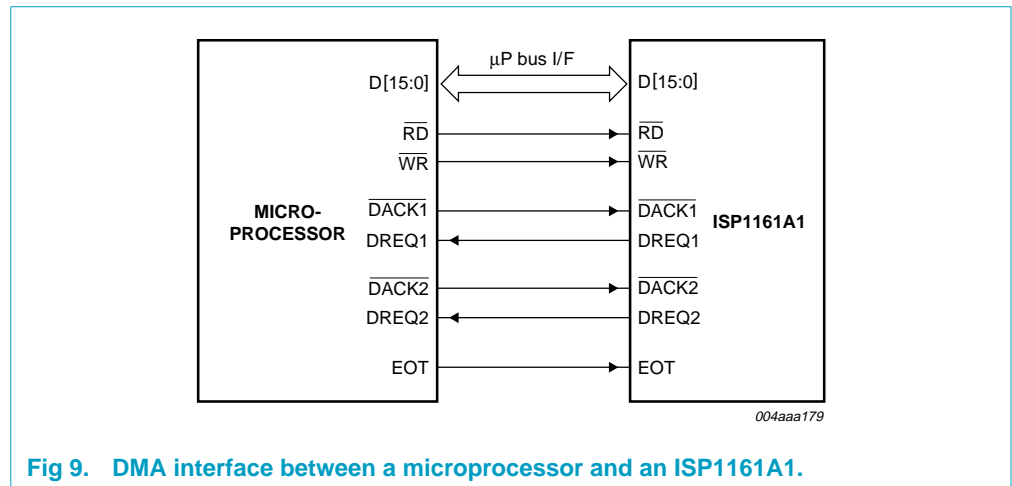 µP bus I/F
D[15:0] D[15:0]
RD RD
WR WR
DACK1 DACK1
MICRO-
PROCESSOR
ISP1161A1
DREQ1 DREQ1
DACK2 DACK2
DREQ2 DREQ2
EOT EOT
004aaa179
Fig 9. DMA interface between a microprocessor and an ISP1161A1.